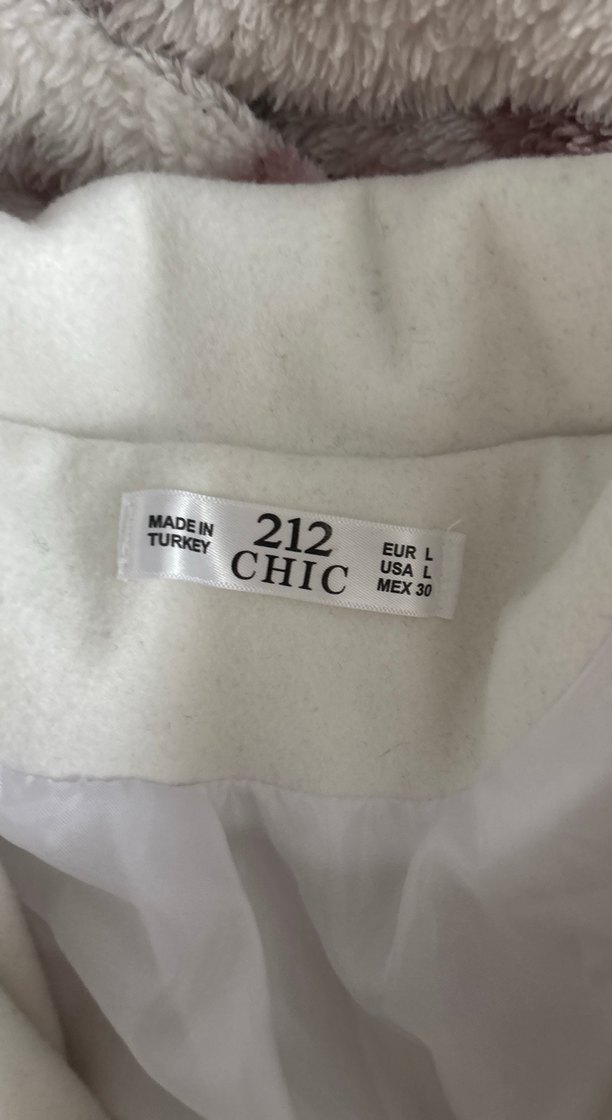 MADE IN
TURKEY
212
CHIC
EUR L
USA L
MEX 30